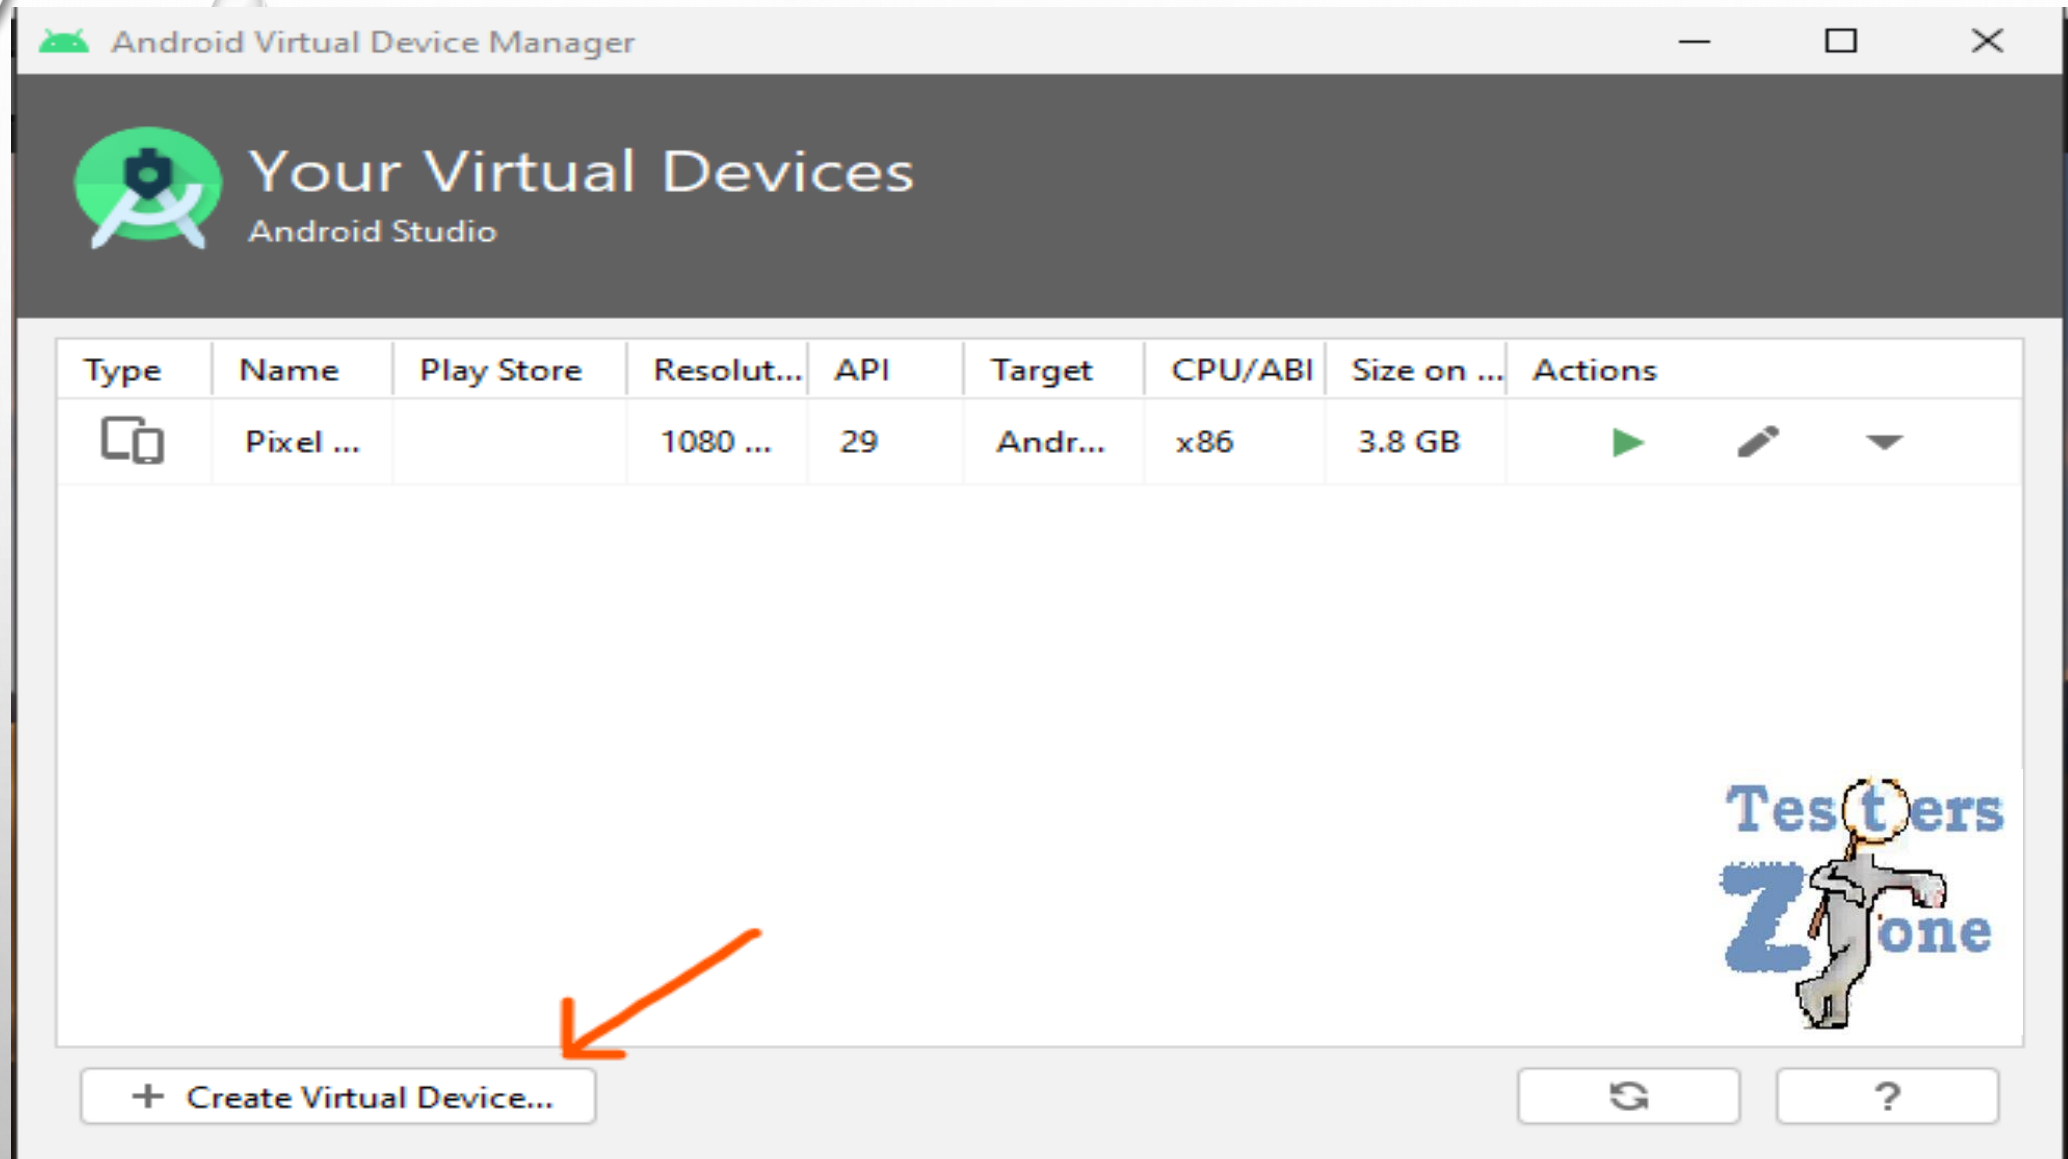 Android Virtual Device Manager
Your Virtual Devices
Android Studio
Type Name Play Store Resolut... API Target CPU/ABI Size on ... Actions
Pixel ... 1080 ... 29 Andr... x86 3.8 GB
Testers
Zone
+ Create Virtual Device... ?